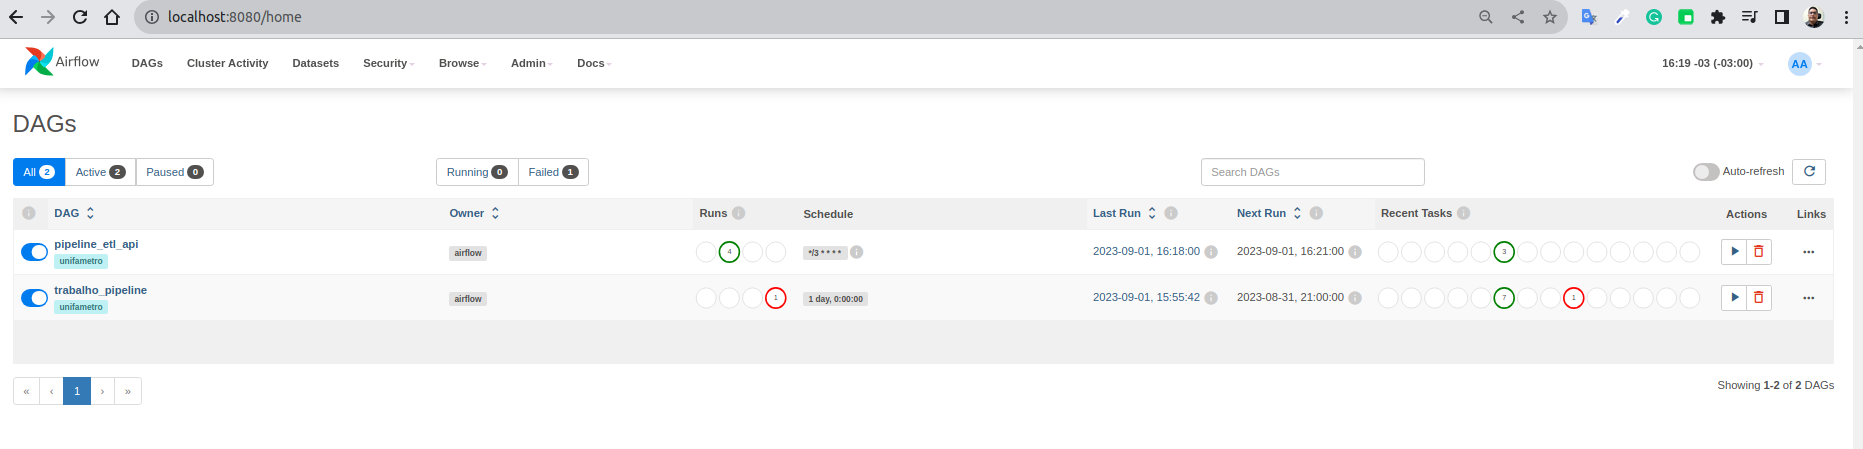 localhost:8080/home
Airflow DAGs Cluster Activity Datasets Security Browse Admin Docs 16:19 -03 (-03:00) AA
DAGs
All 2 Active 2 Paused 0 Running 0 Failed 1 Search DAGs Auto-refresh
DAG Owner Runs Schedule Last Run Next Run Recent Tasks Actions Links
pipeline_etl_api airflow 4 */3 * * * * 2023-09-01, 16:18:00 2023-09-01, 16:21:00 3
unifametro
trabalho_pipeline airflow 1 1 day, 0:00:00 2023-09-01, 15:55:42 2023-08-31, 21:00:00 7 1
unifametro
« ‹ 1 › » Showing 1-2 of 2 DAGs